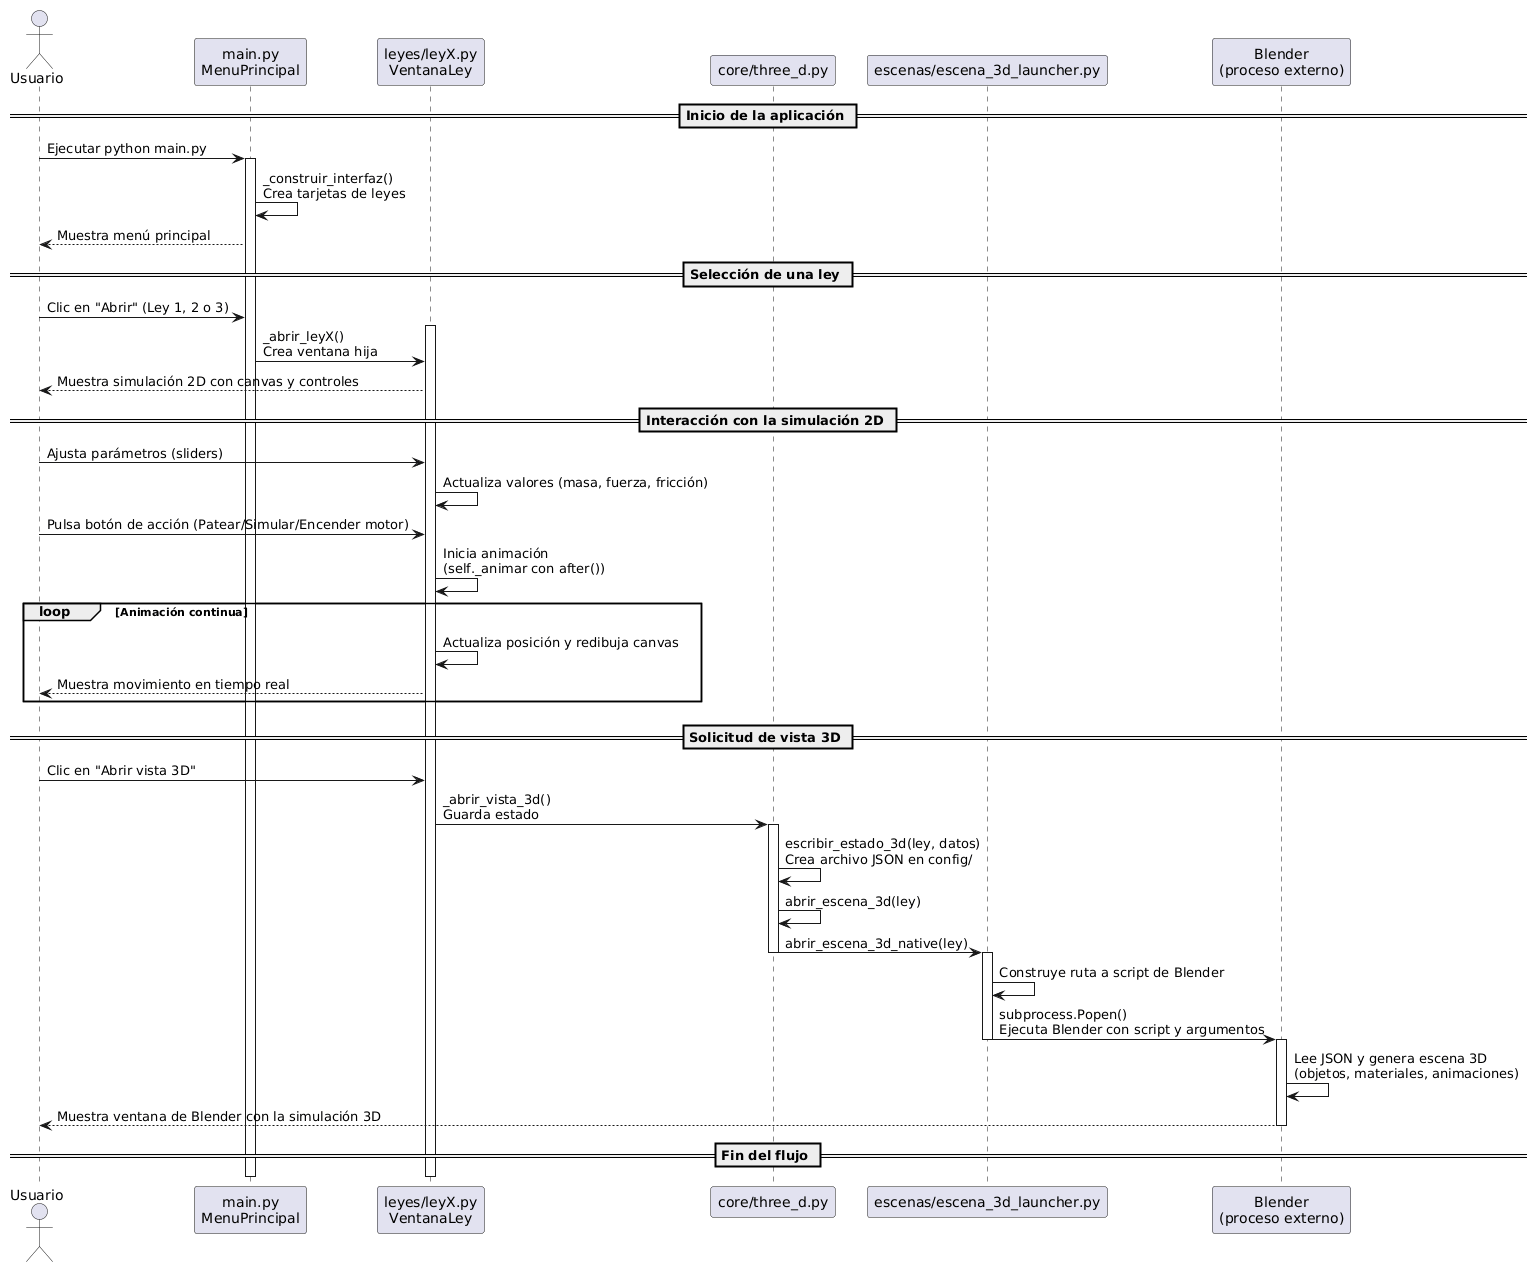 Usuario
main.py
MenuPrincipal
leyes/leyX.py
VentanaLey
core/three_d.py
escenas/escena_3d_launcher.py
Blender
(proceso externo)
Inicio de la aplicación
Ejecutar python main.py
_construir_interfaz()
Crea tarjetas de leyes
Muestra menú principal
Selección de una ley
Clic en "Abrir" (Ley 1, 2 o 3)
_abrir_leyX()
Crea ventana hija
Muestra simulación 2D con canvas y controles
Interacción con la simulación 2D
Ajusta parámetros (sliders)
Actualiza valores (masa, fuerza, fricción)
Pulsa botón de acción (Patear/Simular/Encender motor)
Inicia animación
(self._animar con after())
loop [Animación continua]
Actualiza posición y redibuja canvas
Muestra movimiento en tiempo real
Solicitud de vista 3D
Clic en "Abrir vista 3D"
_abrir_vista_3d()
Guarda estado
escribir_estado_3d(ley, datos)
Crea archivo JSON en config/
abrir_escena_3d(ley)
abrir_escena_3d_native(ley)
Construye ruta a script de Blender
subprocess.Popen()
Ejecuta Blender con script y argumentos
Lee JSON y genera escena 3D
(objetos, materiales, animaciones)
Muestra ventana de Blender con la simulación 3D
Fin del flujo
Usuario
main.py
MenuPrincipal
leyes/leyX.py
VentanaLey
core/three_d.py
escenas/escena_3d_launcher.py
Blender
(proceso externo)